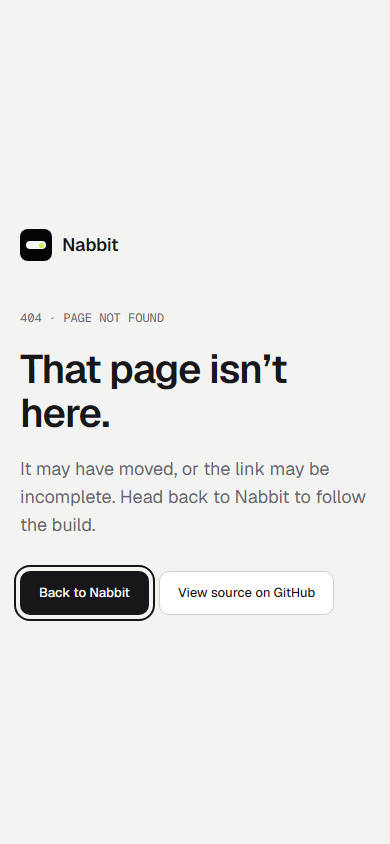 Nabbit
404 · PAGE NOT FOUND
That page isn’t
here.
It may have moved, or the link may be
incomplete. Head back to Nabbit to follow
the build.
Back to Nabbit
View source on GitHub